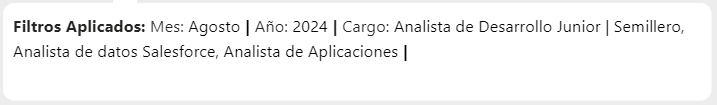 Filtros Aplicados: Mes: Agosto | Año: 2024 | Cargo: Analista de Desarrollo Junior | Semillero,
Analista de datos Salesforce, Analista de Aplicaciones |